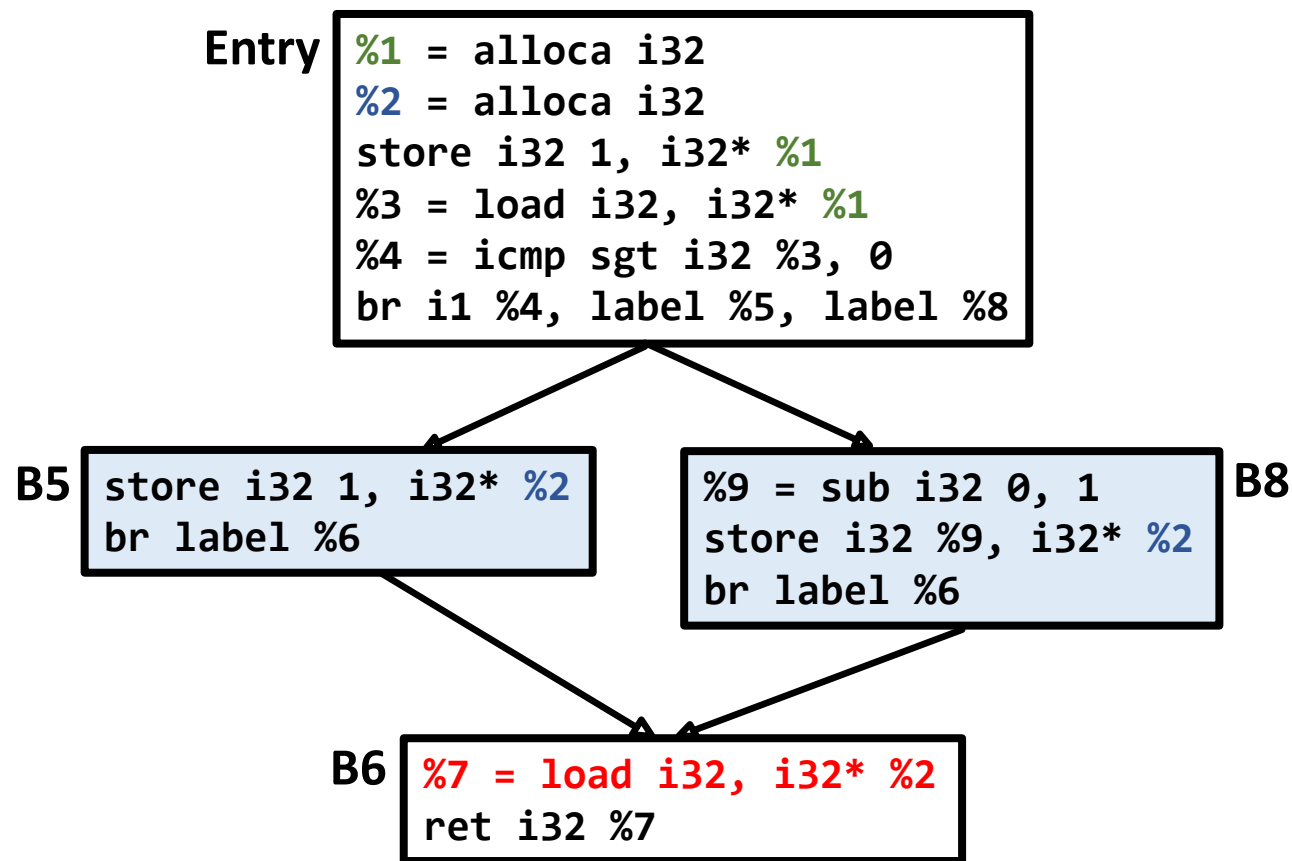 Entry
%1 = alloca i32
%2 = alloca i32
store i32 1, i32* %1
%3 = load i32, i32* %1
%4 = icmp sgt i32 %3, 0
br i1 %4, label %5, label %8
B5
store i32 1, i32* %2
br label %6
%9 = sub i32 0, 1
store i32 %9, i32* %2
br label %6
B8
B6
%7 = load i32, i32* %2
ret i32 %7